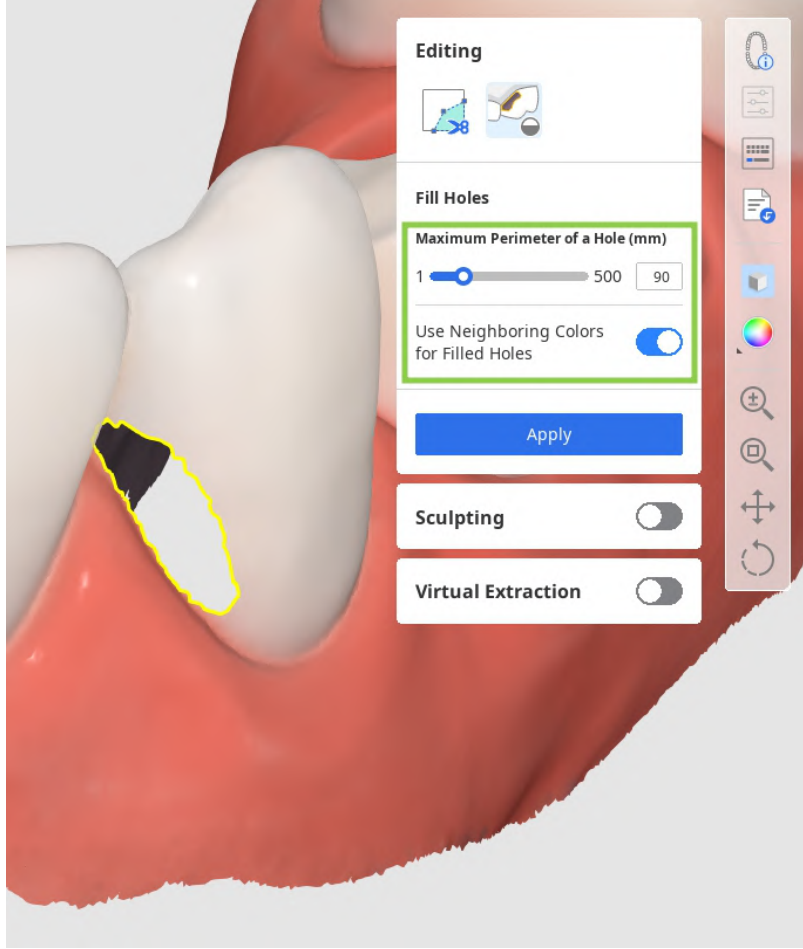 Editing
Fill Holes
Maximum Perimeter of a Hole (mm)
1 500 90
Use Neighboring Colors
for Filled Holes
Apply
Sculpting
Virtual Extraction